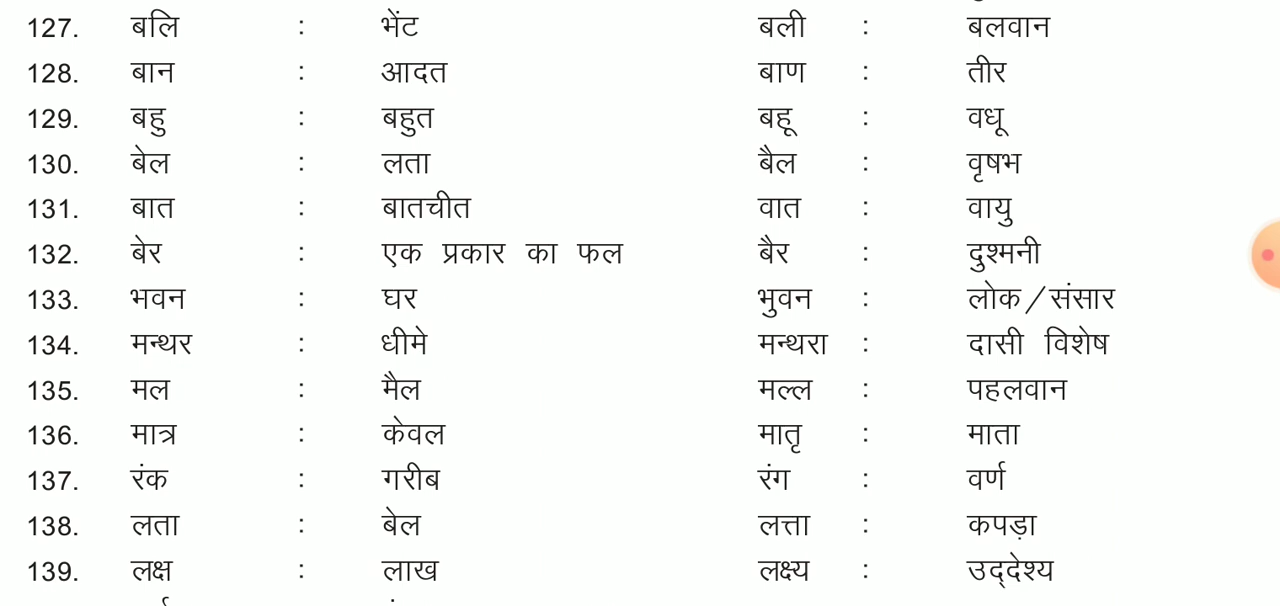 127. बलि : भेंट बली : बलवान
128. बान : आदत बाण : तीर
129. बहु : बहुत बहू : वधू
130. बेल : लता बैल : वृषभ
131. बात : बातचीत वात : वायु
132. बेर : एक प्रकार का फल बैर : दुश्मनी
133. भवन : घर भुवन : लोक/संसार
134. मन्थर : धीमे मन्थरा : दासी विशेष
135. मल : मैल मल्ल : पहलवान
136. मात्र : केवल मातृ : माता
137. रंक : गरीब रंग : वर्ण
138. लता : बेल लत्ता : कपड़ा
139. लक्ष : लाख लक्ष्य : उद्देश्य